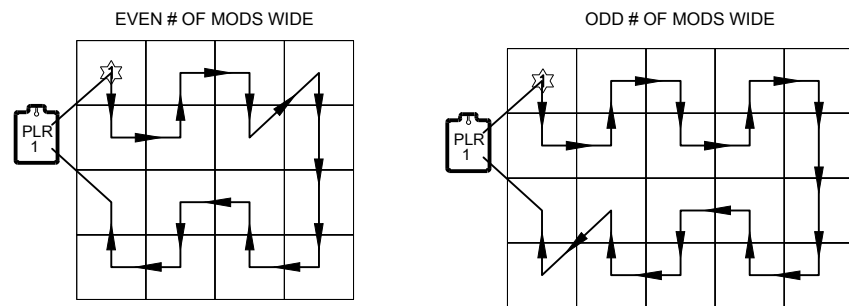 EVEN # OF MODS WIDE
1
PLR
1
ODD # OF MODS WIDE
1
PLR
1